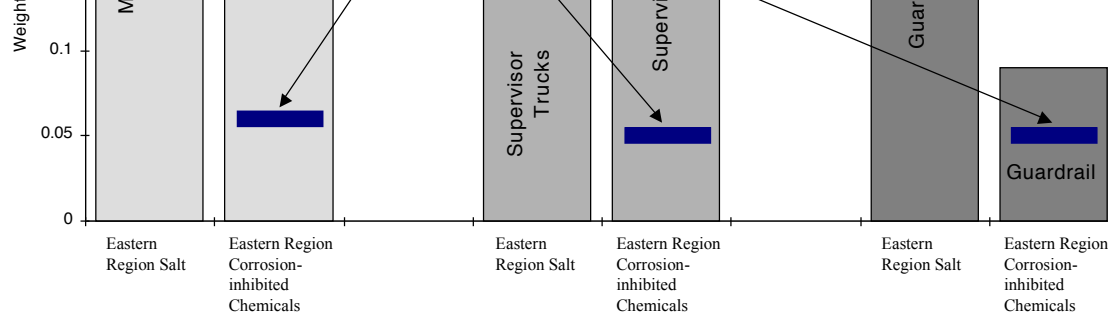 Weight
0.1
0.05
0
M
Supervisor
Trucks
Supervi
Guar
Guardrail
Eastern
Region Salt
Eastern Region
Corrosion-
inhibited
Chemicals
Eastern
Region Salt
Eastern Region
Corrosion-
inhibited
Chemicals
Eastern
Region Salt
Eastern Region
Corrosion-
inhibited
Chemicals